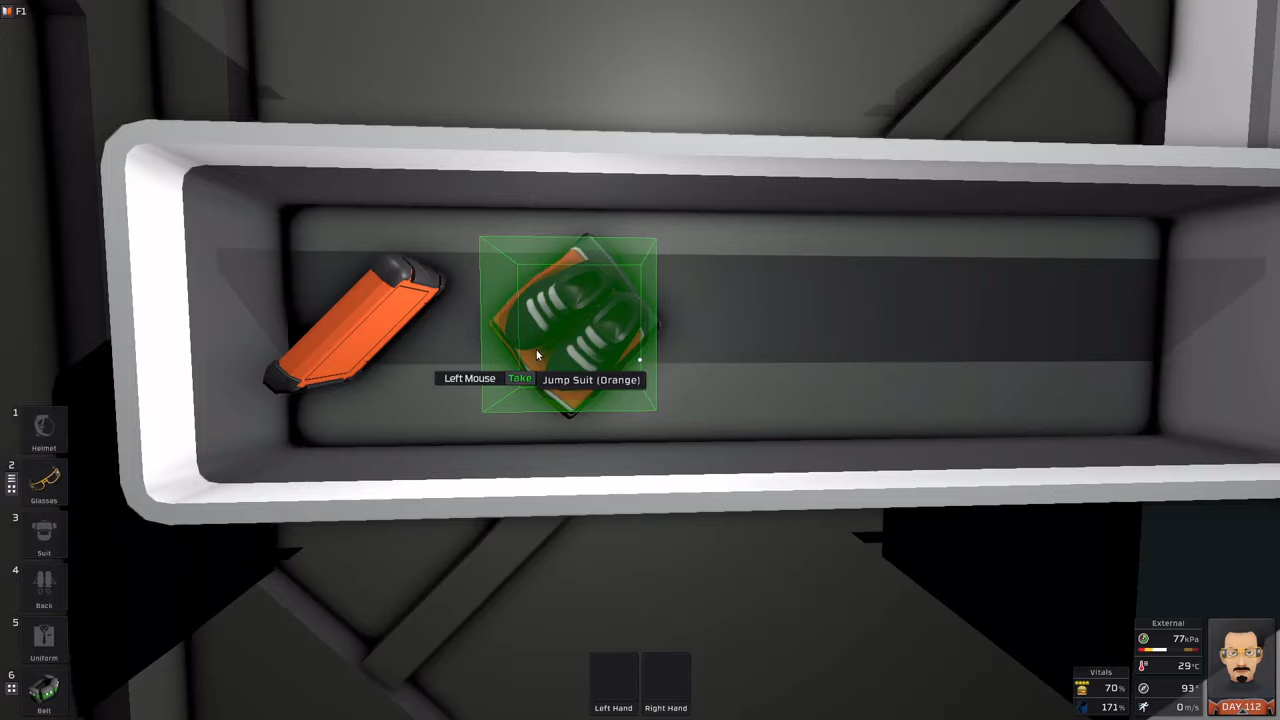 F1
Left Mouse Take Jump Suit (Orange)
1
Helmet
2
Glasses
3
Suit
4
Back
5
Uniform
6
Belt
Left Hand
Right Hand
Vitals
70 %
171 %
External
77kPa
29°C
93°
0 m/s
DAY 112